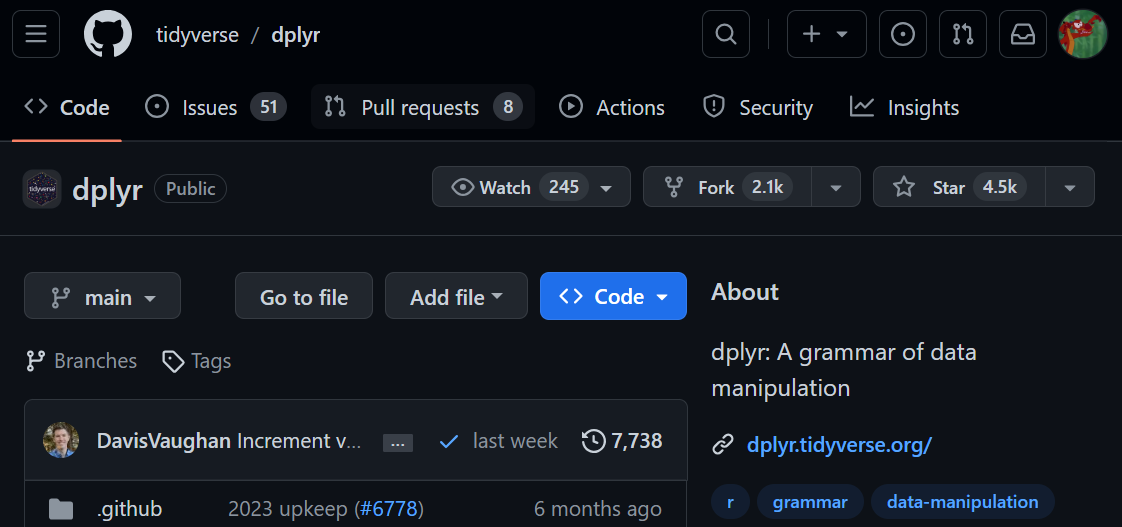 tidyverse / dplyr
Code Issues 51 Pull requests 8 Actions Security Insights
tidyverse dplyr Public Watch 245 Fork 2.1k Star 4.5k
main Go to file Add file Code
Branches Tags
DavisVaughan Increment v... ... last week 7,738
.github 2023 upkeep (#6778) 6 months ago
About
dplyr: A grammar of data
manipulation
dplyr.tidyverse.org/
r grammar data-manipulation